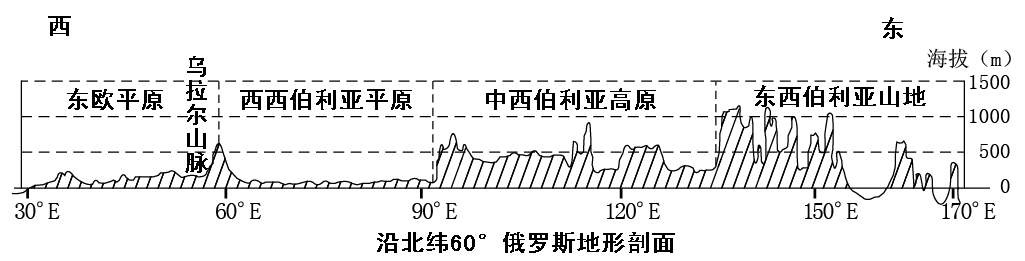 西 东
海拔（m）
乌拉尔山脉
东欧平原 西西伯利亚平原 中西伯利亚高原 东西伯利亚山地
1500
1000
500
0
30°E 60°E 90°E 120°E 150°E 170°E
沿北纬60°俄罗斯地形剖面